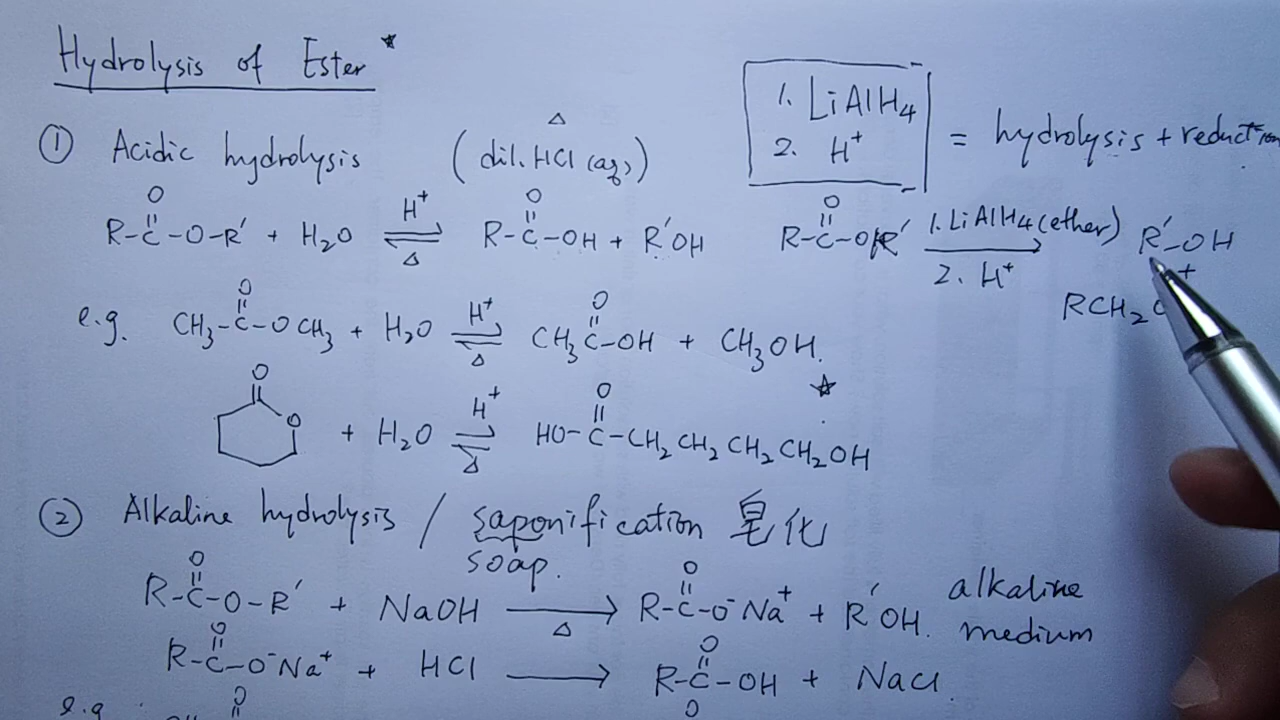 Hydrolysis of Ester*
① Acidic hydrolysis (dil. HCl (aq)) △
R-C(=O)-O-R' + H₂O ⇌ (H⁺, △) R-C(=O)-OH + R'OH
e.g. CH₃-C(=O)-OCH₃ + H₂O ⇌ (H⁺, △) CH₃C(=O)-OH + CH₃OH.
O O + H₂O ⇌ (H⁺, △) HO-C(=O)-CH₂CH₂CH₂CH₂OH ☆
1. LiAlH₄
2. H⁺
= hydrolysis + reduction
R-C(=O)-OR' → 1. LiAlH₄ (ether) 2. H⁺ R'-OH
+
RCH₂
② Alkaline hydrolysis / saponification 皂化
soap.
R-C(=O)-O-R' + NaOH → (△) R-C(=O)-O⁻Na⁺ + R'OH. alkaline medium
R-C(=O)-O⁻Na⁺ + HCl → R-C(=O)-OH + NaCl.
e.g. O O